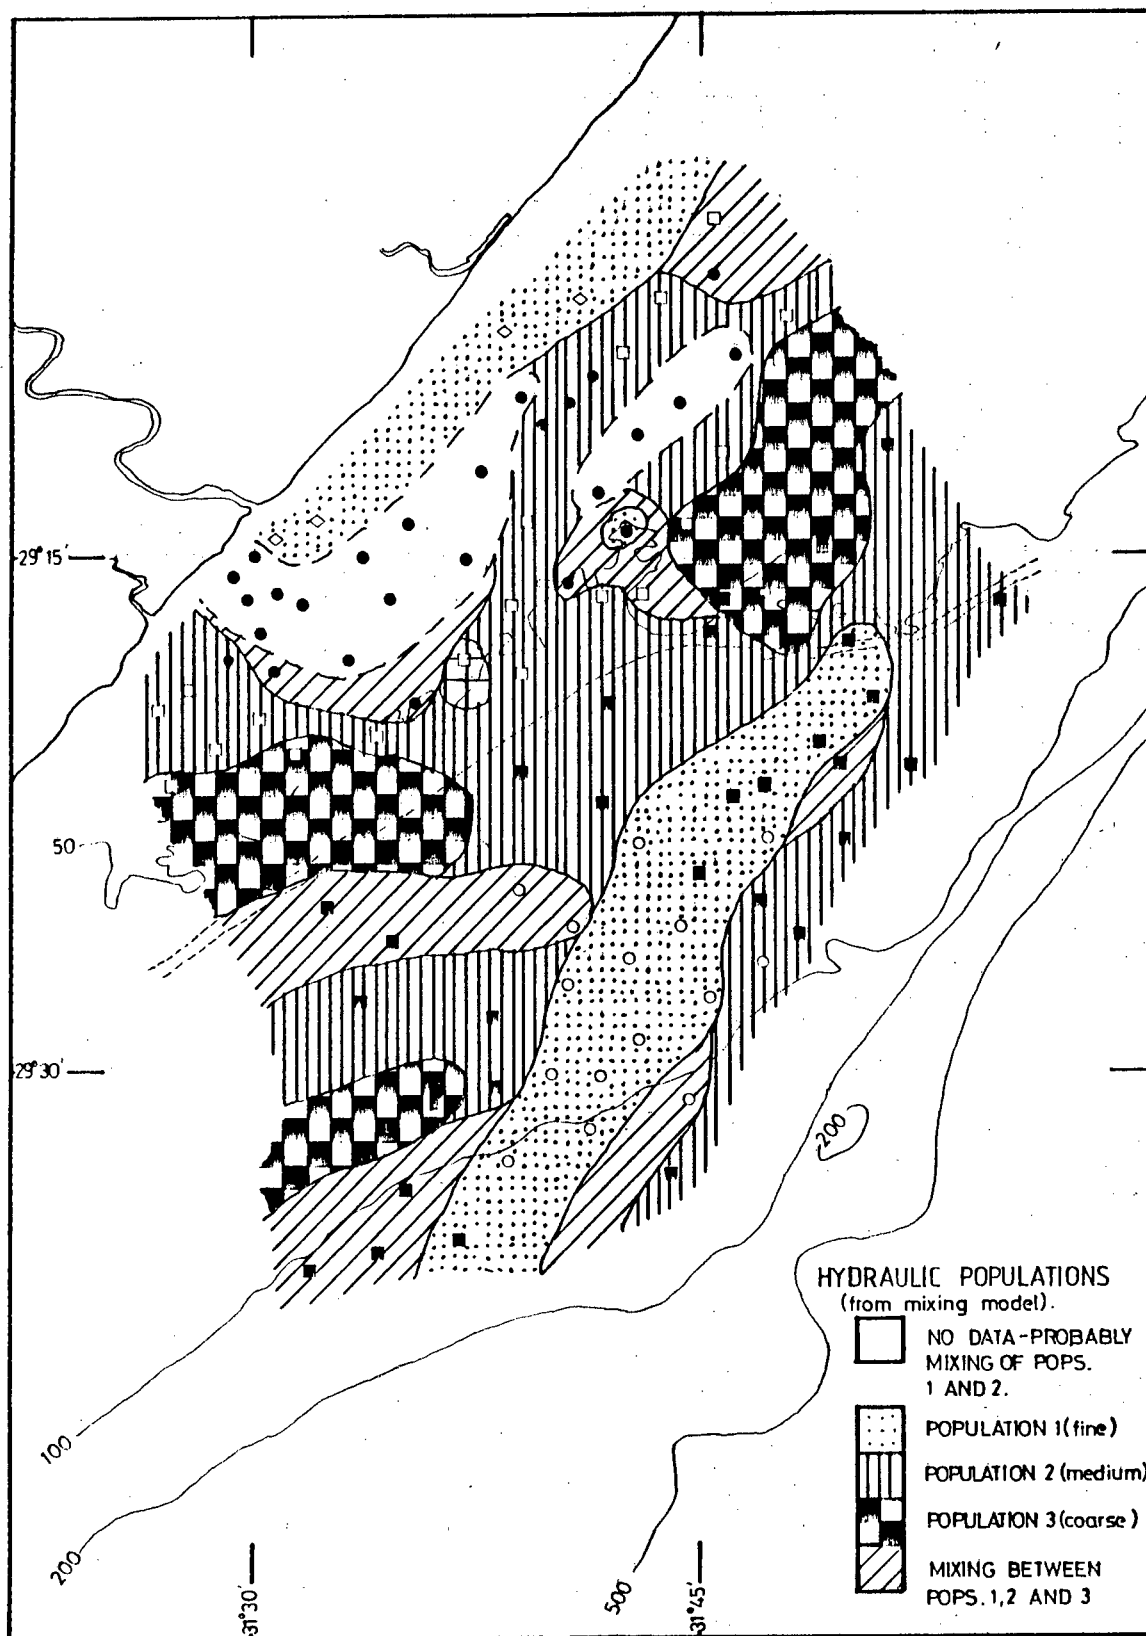 29°15'
50
29°30'
200
HYDRAULIC POPULATIONS
(from mixing model).
NO DATA-PROBABLY
MIXING OF POPS.
1 AND 2.
POPULATION 1(fine)
POPULATION 2 (medium)
POPULATION 3(coarse)
MIXING BETWEEN
POPS. 1,2 AND 3
100
200
31°30'
500
31°45'